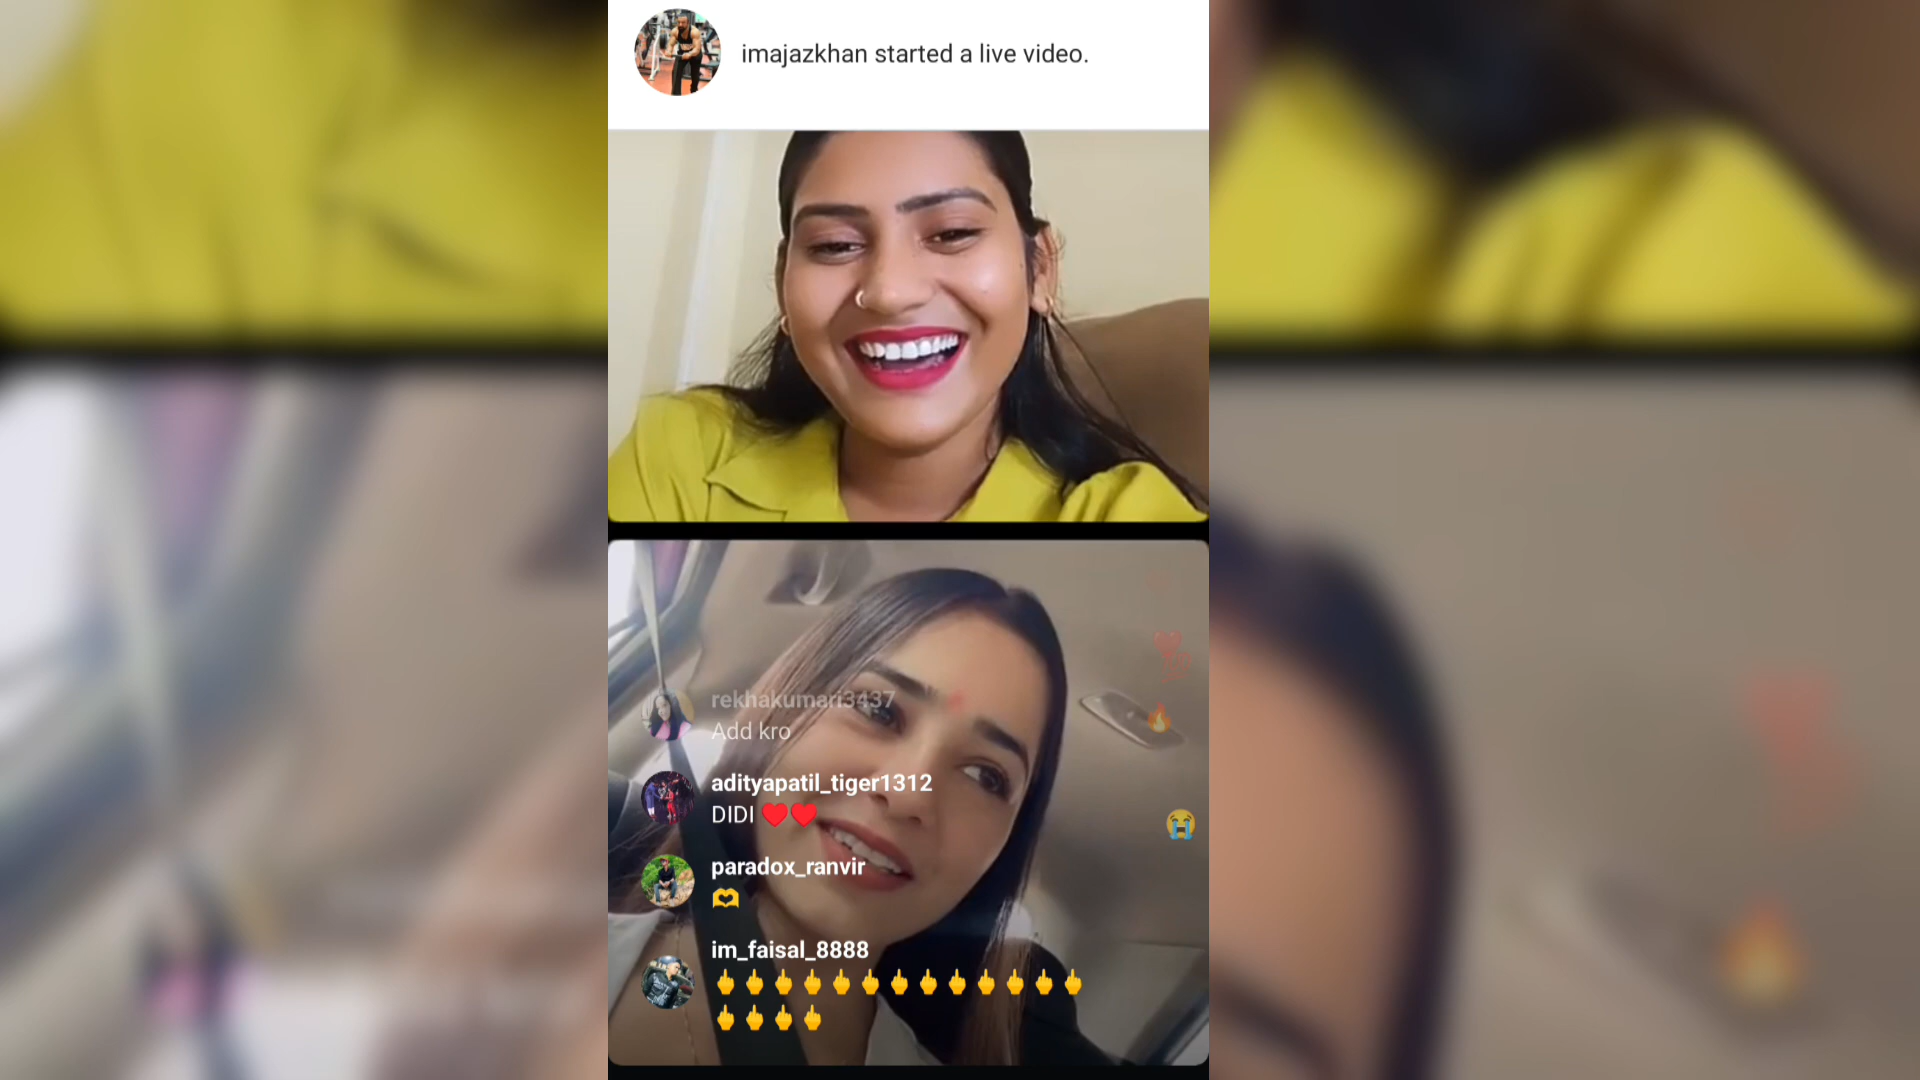 imajazkhan started a live video.
rekhakumari3437
Add kro
adityapatil_tiger1312
DIDI ❤️❤️
paradox_ranvir
🫶
im_faisal_8888
🖕🖕🖕🖕🖕🖕🖕🖕🖕🖕🖕🖕🖕
🖕🖕🖕🖕